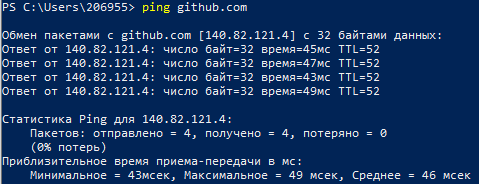 PS C:\Users\206955> ping github.com
Обмен пакетами с github.com [140.82.121.4] с 32 байтами данных:
Ответ от 140.82.121.4: число байт=32 время=45мс TTL=52
Ответ от 140.82.121.4: число байт=32 время=47мс TTL=52
Ответ от 140.82.121.4: число байт=32 время=43мс TTL=52
Ответ от 140.82.121.4: число байт=32 время=49мс TTL=52
Статистика Ping для 140.82.121.4:
Пакетов: отправлено = 4, получено = 4, потеряно = 0
(0% потерь)
Приблизительное время приема-передачи в мс:
Минимальное = 43мсек, Максимальное = 49 мсек, Среднее = 46 мсек